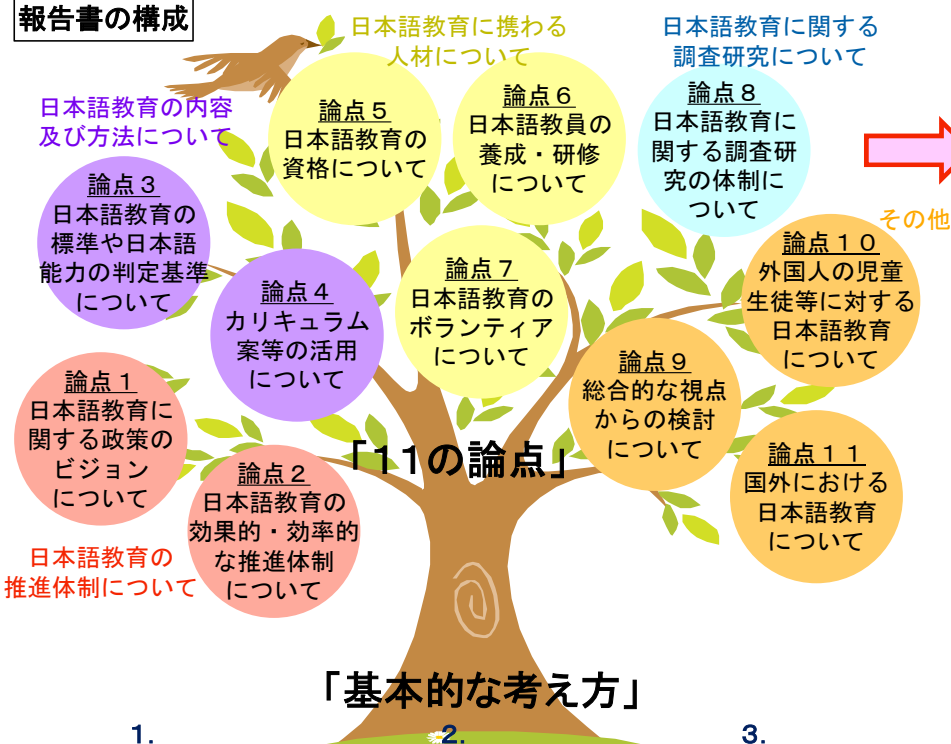 報告書の構成
日本語教育に携わる
人材について
日本語教育に関する
調査研究について
日本語教育の内容
及び方法について
論点５
日本語教育の
資格について
論点６
日本語教員の
養成・研修
について
論点８
日本語教育に
関する調査研
究の体制に
ついて
論点３
日本語教育の
標準や日本語
能力の判定基準
について
論点４
カリキュラム
案等の活用
について
論点７
日本語教育の
ボランティア
について
その他
論点１０
外国人の児童
生徒等に対する
日本語教育
について
論点１
日本語教育に
関する政策の
ビジョン
について
論点２
日本語教育の
効果的・効率的
な推進体制
について
論点９
総合的な視点
からの検討
について
論点１１
国外における
日本語教育
について
「11の論点」
日本語教育の
推進体制について
「基本的な考え方」
1.
2.
3.